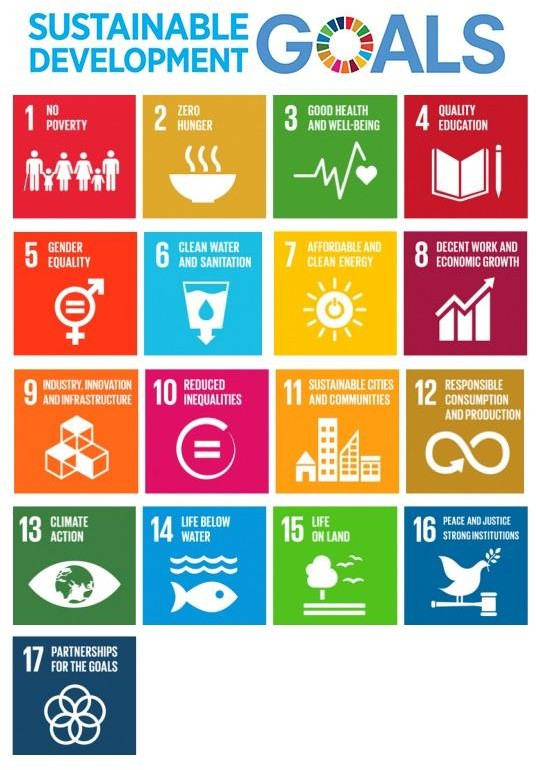 SUSTAINABLE
DEVELOPMENT
GOALS
1 NO
POVERTY
2 ZERO
HUNGER
3 GOOD HEALTH
AND WELL-BEING
4 QUALITY
EDUCATION
5 GENDER
EQUALITY
6 CLEAN WATER
AND SANITATION
7 AFFORDABLE AND
CLEAN ENERGY
8 DECENT WORK AND
ECONOMIC GROWTH
9 INDUSTRY, INNOVATION
AND INFRASTRUCTURE
10 REDUCED
INEQUALITIES
11 SUSTAINABLE CITIES
AND COMMUNITIES
12 RESPONSIBLE
CONSUMPTION
AND PRODUCTION
13 CLIMATE
ACTION
14 LIFE BELOW
WATER
15 LIFE
ON LAND
16 PEACE AND JUSTICE
STRONG INSTITUTIONS
17 PARTNERSHIPS
FOR THE GOALS